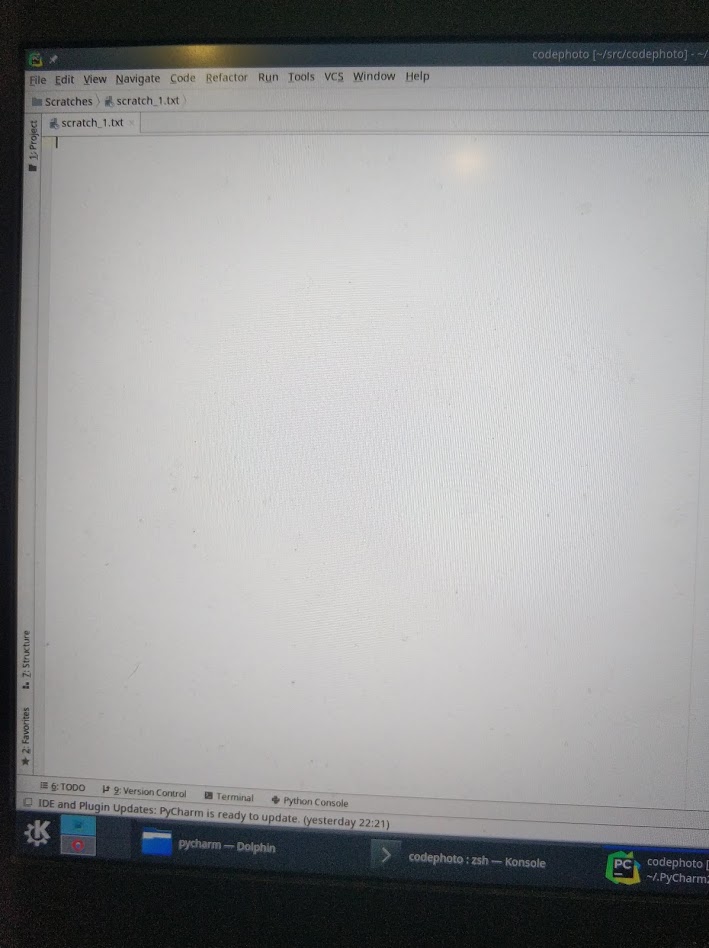 codephoto [~/src/codephoto] - ~/
File Edit View Navigate Code Refactor Run Tools VCS Window Help
Scratches scratch_1.txt
scratch_1.txt
1: Project
7: Structure
2: Favorites
6: TODO 9: Version Control Terminal Python Console
IDE and Plugin Updates: PyCharm is ready to update. (yesterday 22:21)
pycharm — Dolphin
codephoto : zsh — Konsole
PC
codephoto [
~/.PyCharm